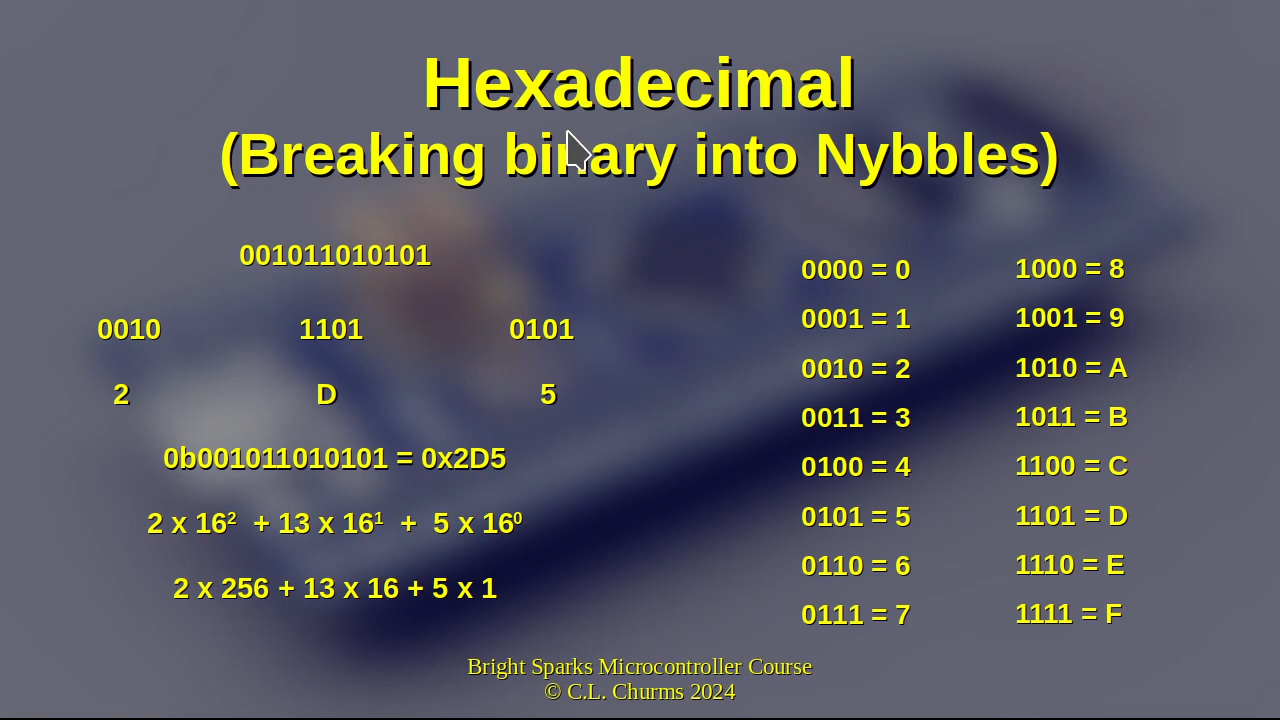 Hexadecimal
(Breaking binary into Nybbles)
001011010101
0010 1101 0101
2 D 5
0b001011010101 = 0x2D5
2 x 16² + 13 x 16¹ + 5 x 16⁰
2 x 256 + 13 x 16 + 5 x 1
0000 = 0 1000 = 8
0001 = 1 1001 = 9
0010 = 2 1010 = A
0011 = 3 1011 = B
0100 = 4 1100 = C
0101 = 5 1101 = D
0110 = 6 1110 = E
0111 = 7 1111 = F
Bright Sparks Microcontroller Course
© C.L. Churms 2024